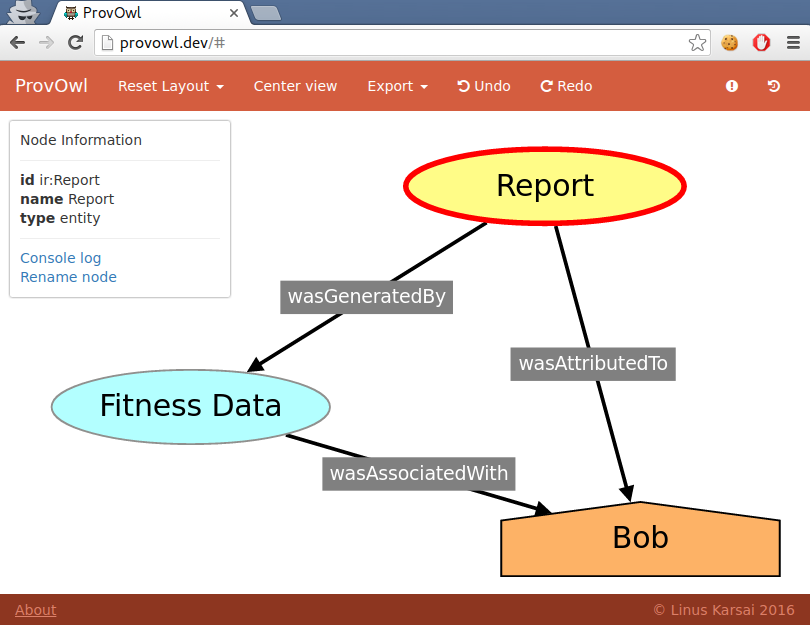 ProvOwl
provowl.dev/#
ProvOwl Reset Layout Center view Export Undo Redo
Node Information
id ir:Report
name Report
type entity
Console log
Rename node
Report
wasGeneratedBy
wasAttributedTo
Fitness Data
wasAssociatedWith
Bob
About © Linus Karsai 2016